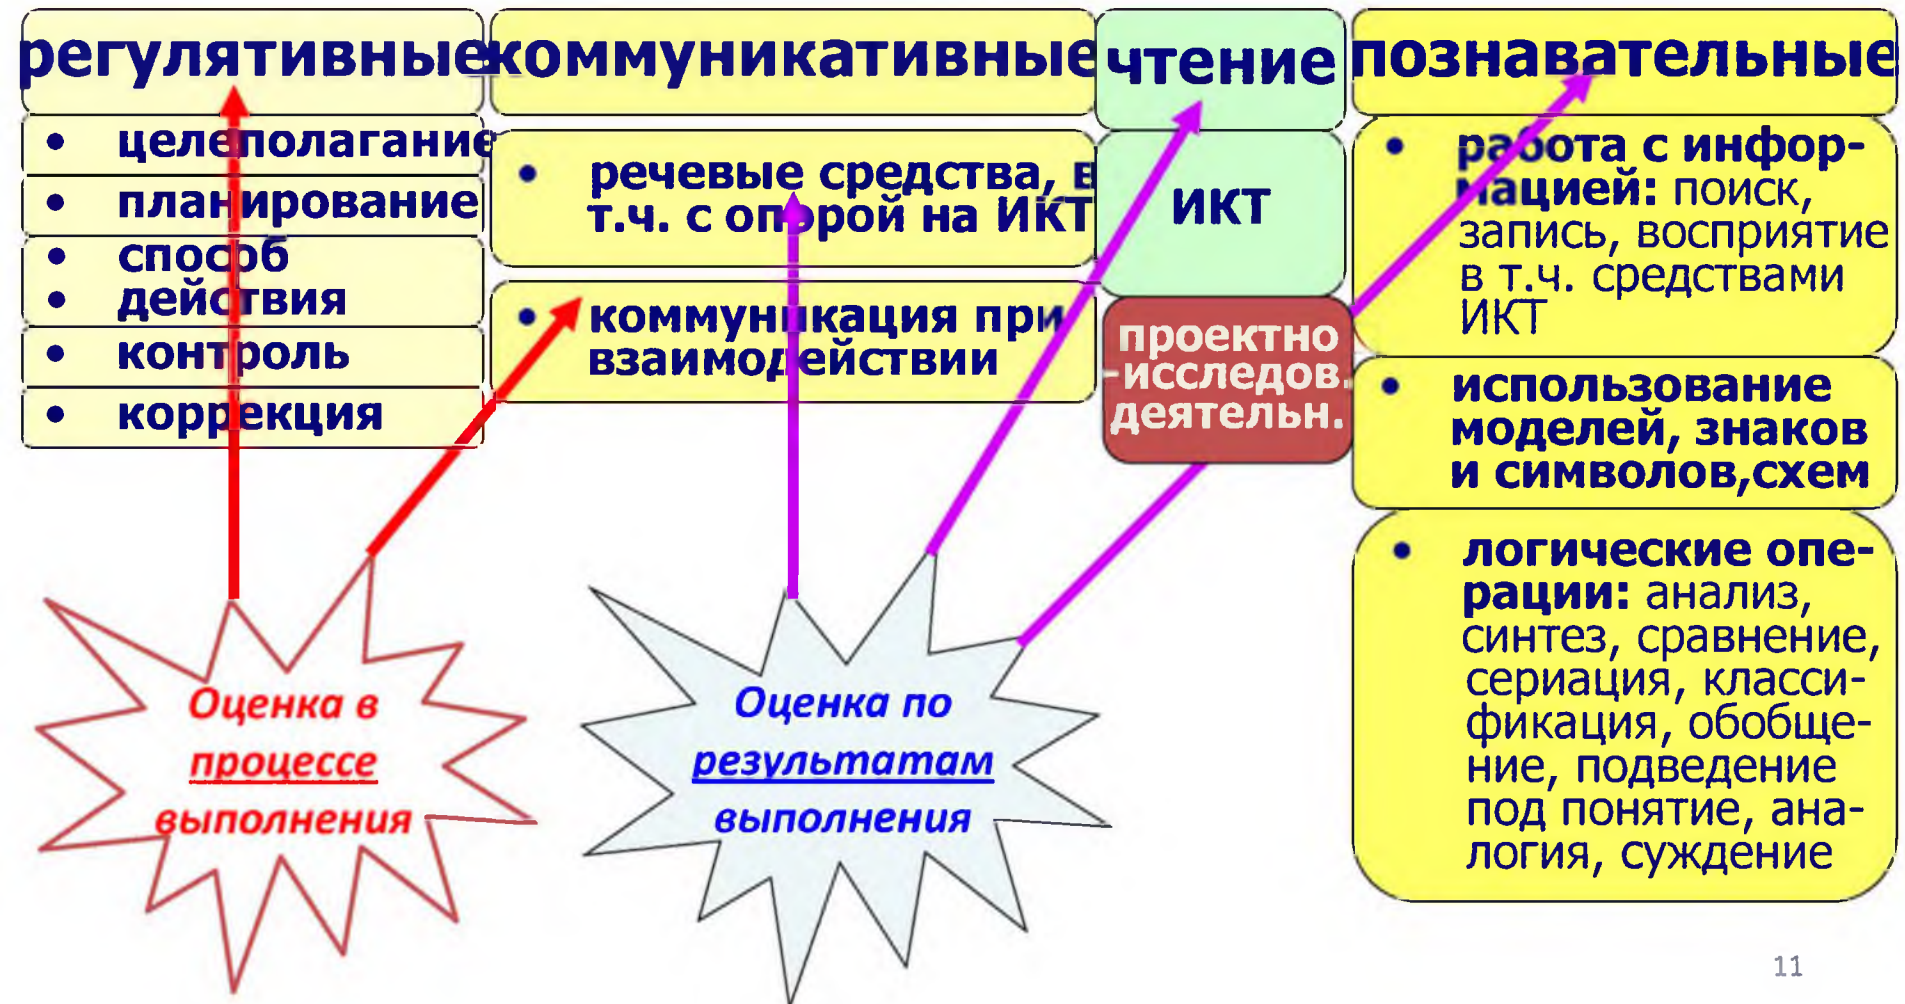 регулятивные
• целеполагание
• планирование
• способ
• действия
• контроль
• коррекция
коммуникативные
• речевые средства, в
т.ч. с опорой на ИКТ
• коммуникация при
взаимодействии
чтение
ИКТ
проектно
-исследов.
деятельн.
познавательные
• работа с инфор-
мацией: поиск,
запись, восприятие
в т.ч. средствами
ИКТ
• использование
моделей, знаков
и символов,схем
• логические опе-
рации: анализ,
синтез, сравнение,
сериация, класси-
фикация, обобще-
ние, подведение
под понятие, ана-
логия, суждение
Оценка в
процессе
выполнения
Оценка по
результатам
выполнения
11